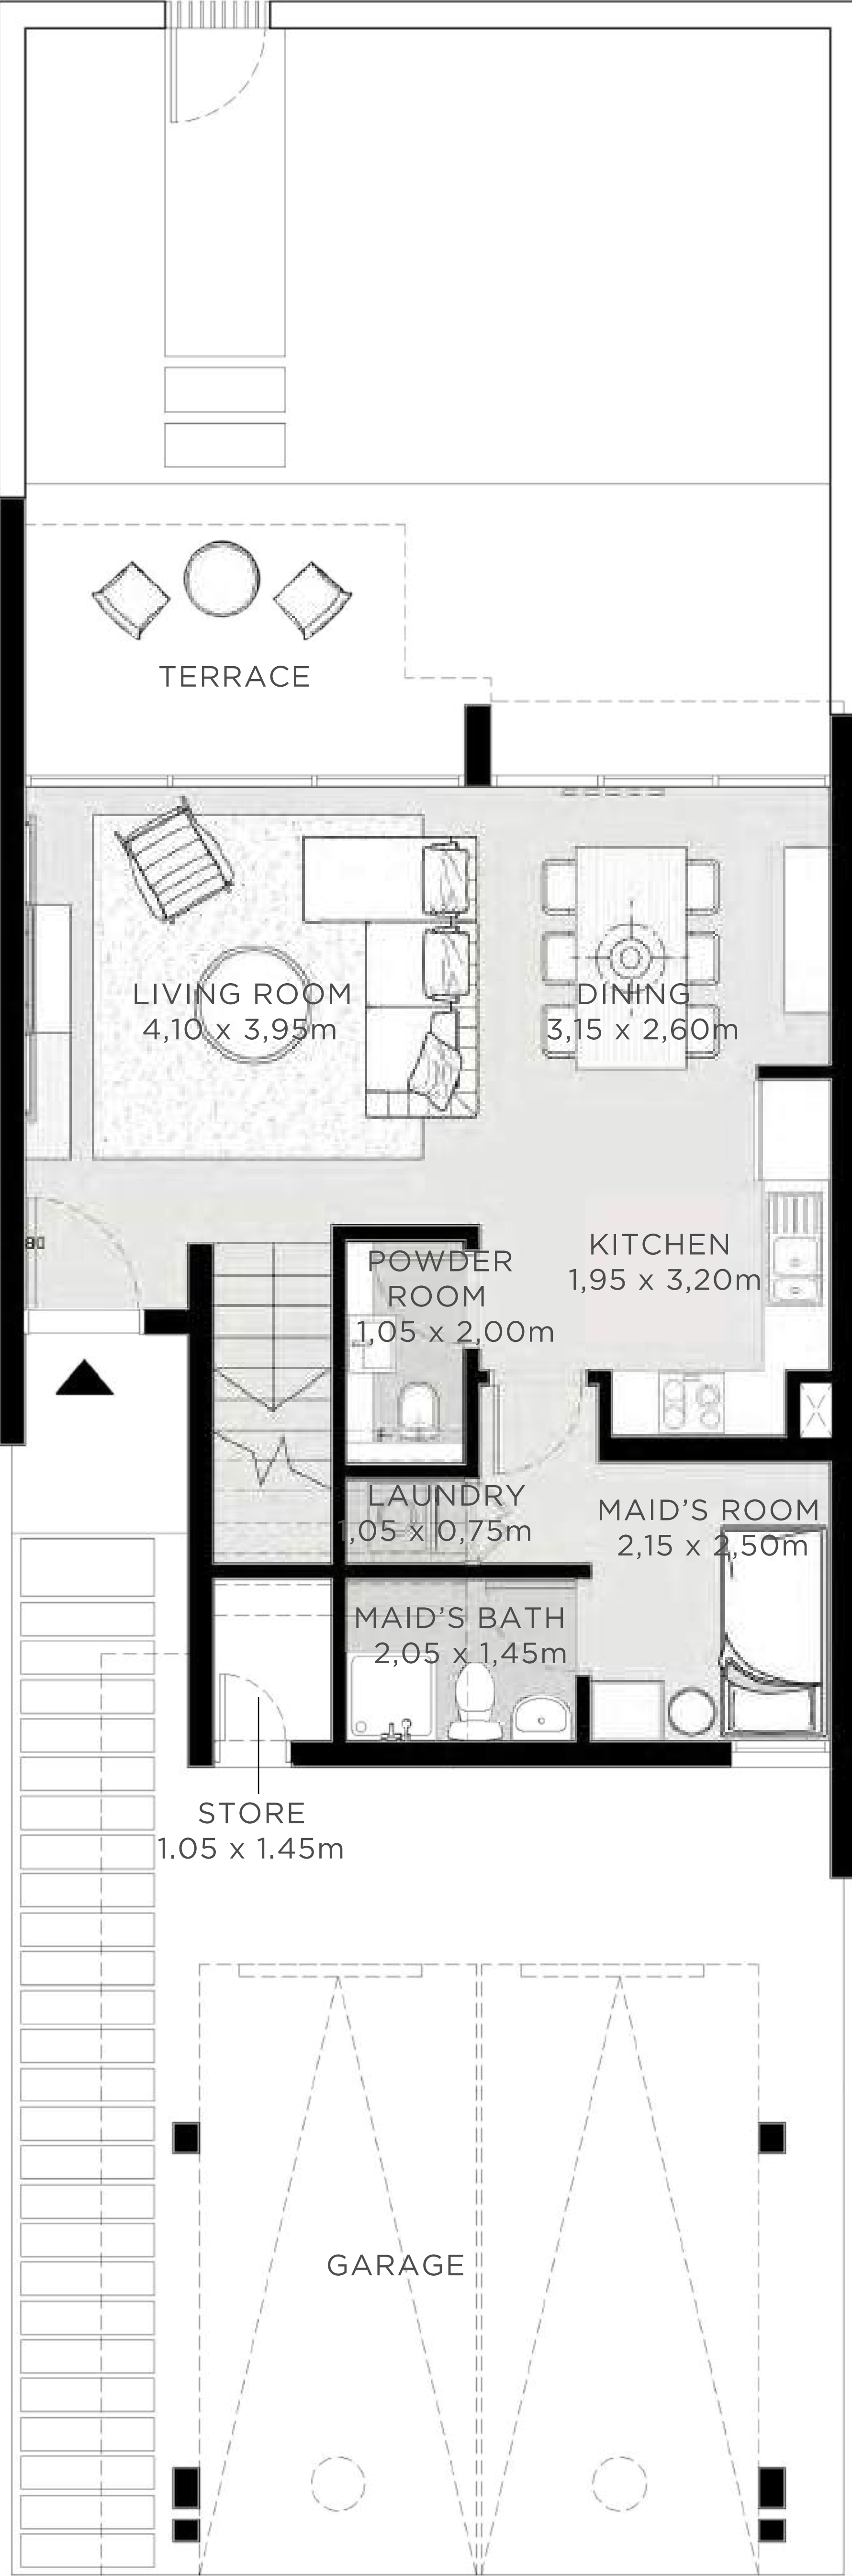 TERRACE
LIVING ROOM
4,10 x 3,95m
DINING
3,15 x 2,60m
KITCHEN
1,95 x 3,20m
POWDER
ROOM
1,05 x 2,00m
LAUNDRY
1,05 x 0,75m
MAID'S ROOM
2,15 x 2,50m
MAID'S BATH
2,05 x 1,45m
STORE
1.05 x 1.45m
GARAGE